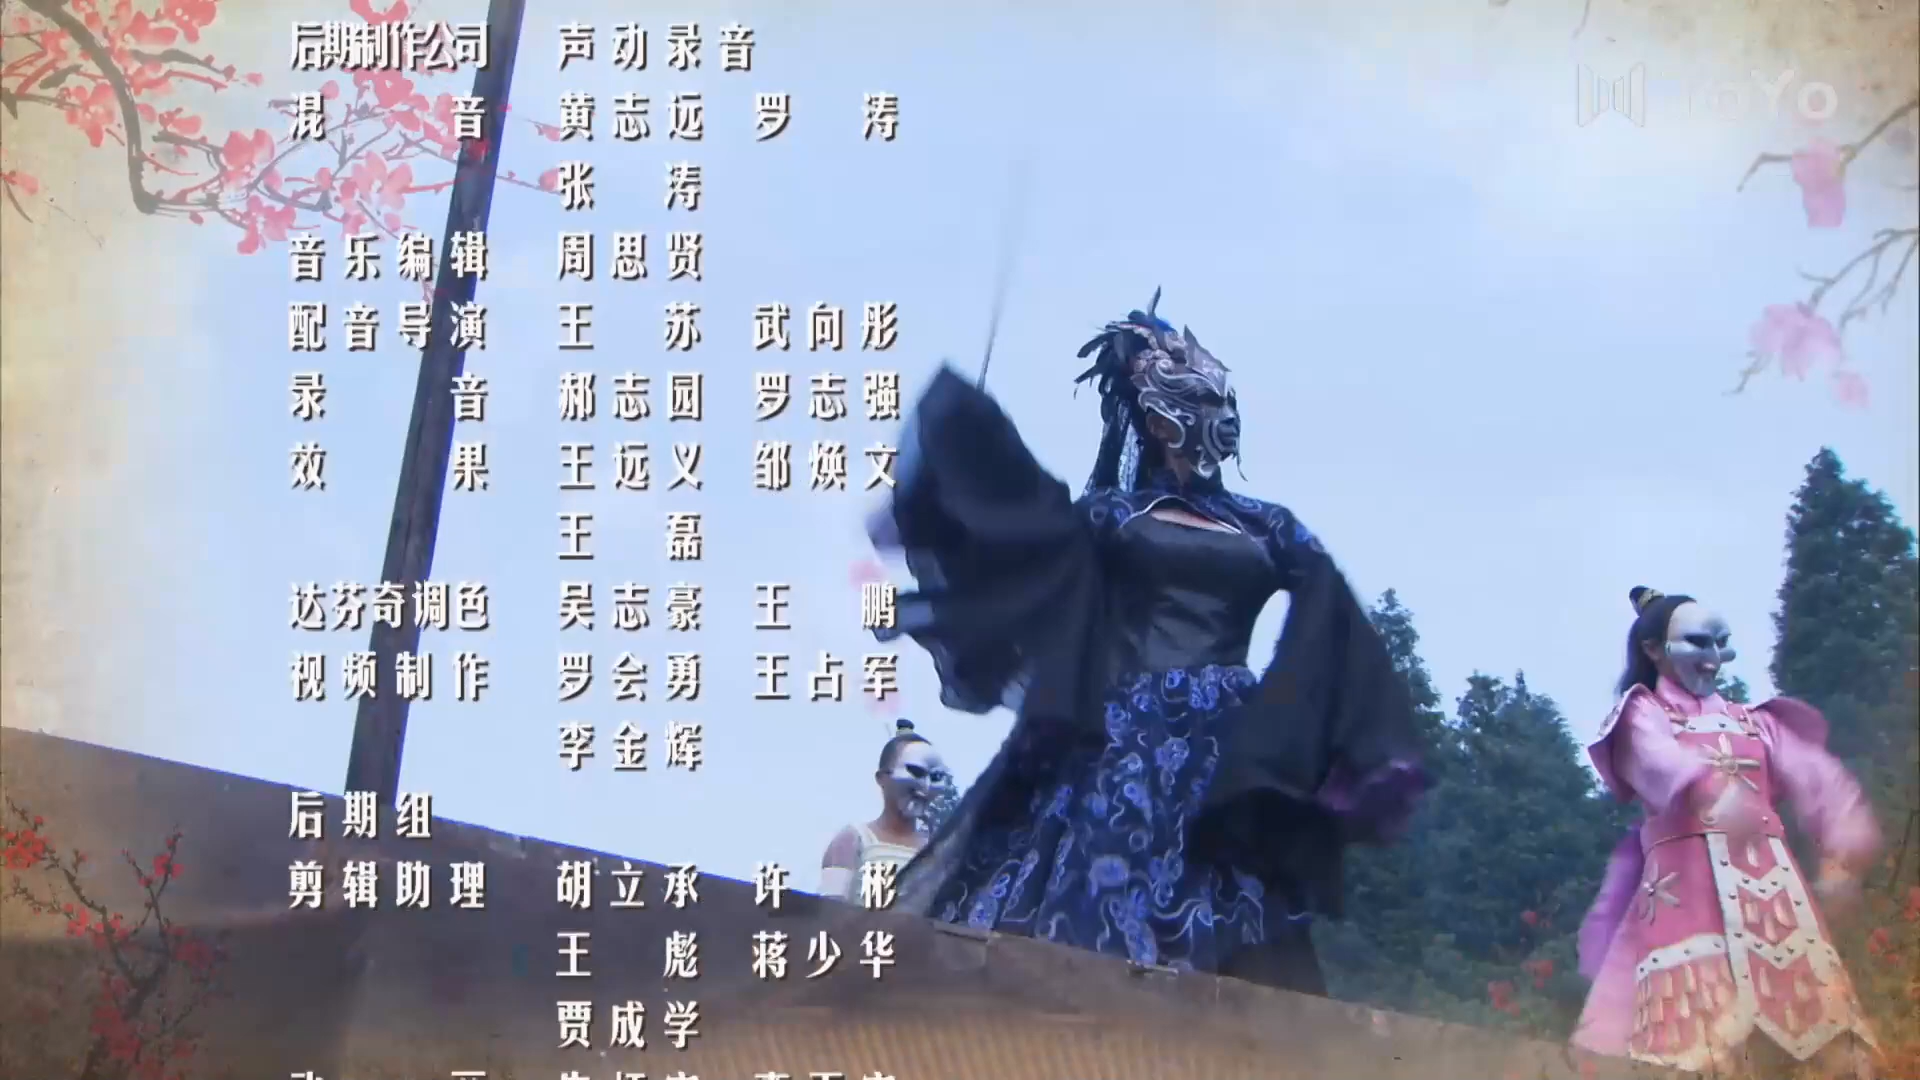 后期制作公司 声动录音
YoYo
混音 黄志远 罗涛
张涛
音乐编辑 周思贤
配音导演 王苏 武向彤
录音 郝志园 罗志强
效果 王远义 邹焕文
王磊
达芬奇调色 吴志豪 王鹏
视频制作 罗会勇 王占军
李金辉
后期组
剪辑助理 胡立承 许彬
王彪 蒋少华
贾成学